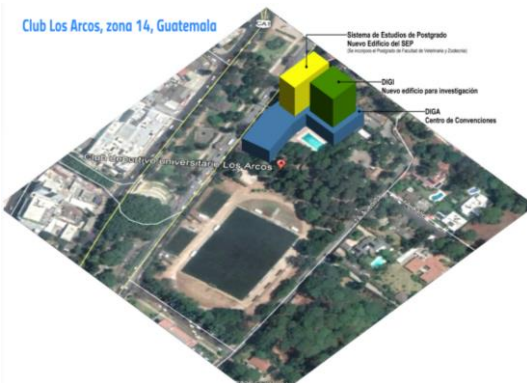 Club Los Arcos, zona 14, Guatemala
Sistema de Estudios de Postgrado
Nuevo Edificio del SEP
(Se incorpora el Postgrado de Facultad de Veterinaria y Zootecnia)
DIGI
Nuevo edificio para investigación
DIGA
Centro de Convenciones
universitario Los Arcos